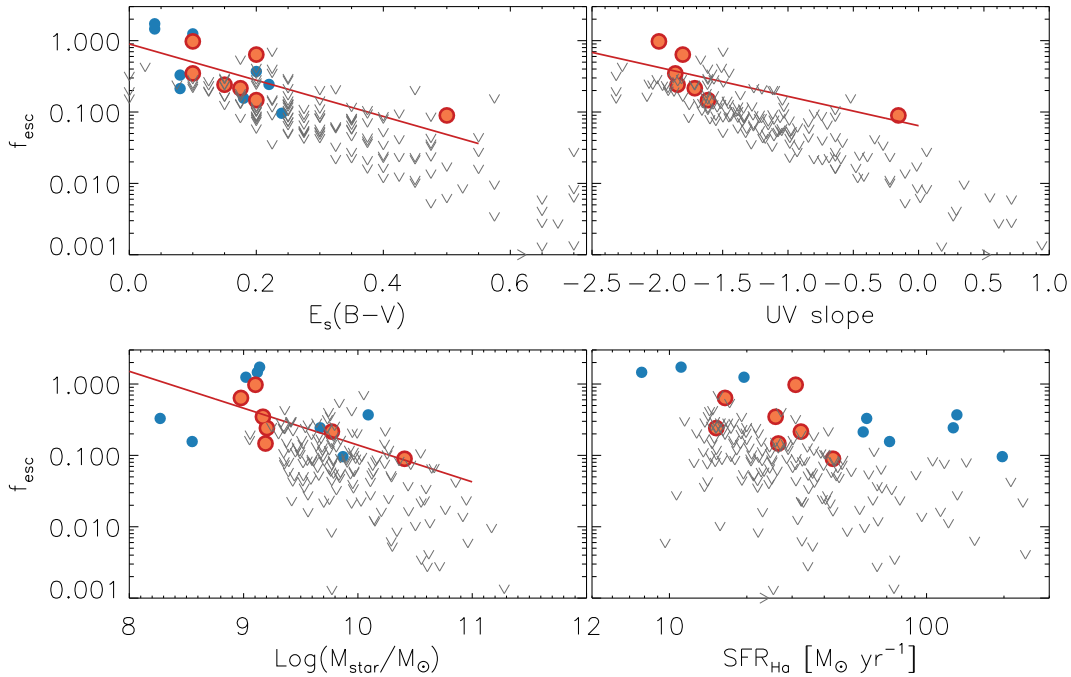 1.000
0.100
0.010
0.001
f_esc
0.0 0.2 0.4 0.6
E_s(B−V)
−2.5 −2.0 −1.5 −1.0 −0.5 0.0 0.5 1.0
UV slope
1.000
0.100
0.010
0.001
f_esc
8 9 10 11 12
Log(M_star/M_⊙)
10 100
SFR_Hα [M_⊙ yr^−1]